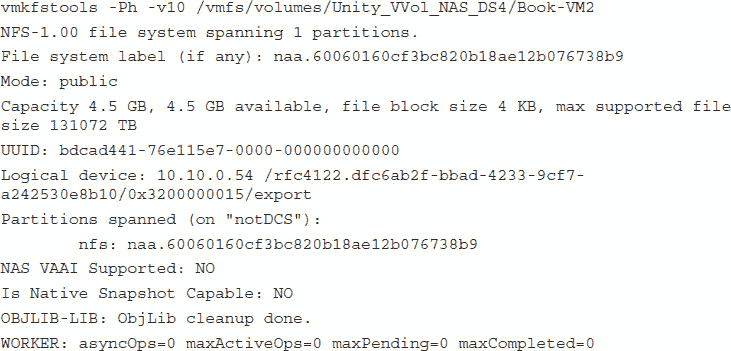 vmkfstools -Ph -v10 /vmfs/volumes/Unity_VVol_NAS_DS4/Book-VM2
NFS-1.00 file system spanning 1 partitions.
File system label (if any): naa.60060160cf3bc820b18ae12b076738b9
Mode: public
Capacity 4.5 GB, 4.5 GB available, file block size 4 KB, max supported file
size 131072 TB
UUID: bdcad441-76e115e7-0000-000000000000
Logical device: 10.10.0.54 /rfc4122.dfc6ab2f-bbad-4233-9cf7-
a242530e8b10/0x3200000015/export
Partitions spanned (on "notDCS"):
nfs: naa.60060160cf3bc820b18ae12b076738b9
NAS VAAI Supported: NO
Is Native Snapshot Capable: NO
OBJLIB-LIB: ObjLib cleanup done.
WORKER: asyncOps=0 maxActiveOps=0 maxPending=0 maxCompleted=0